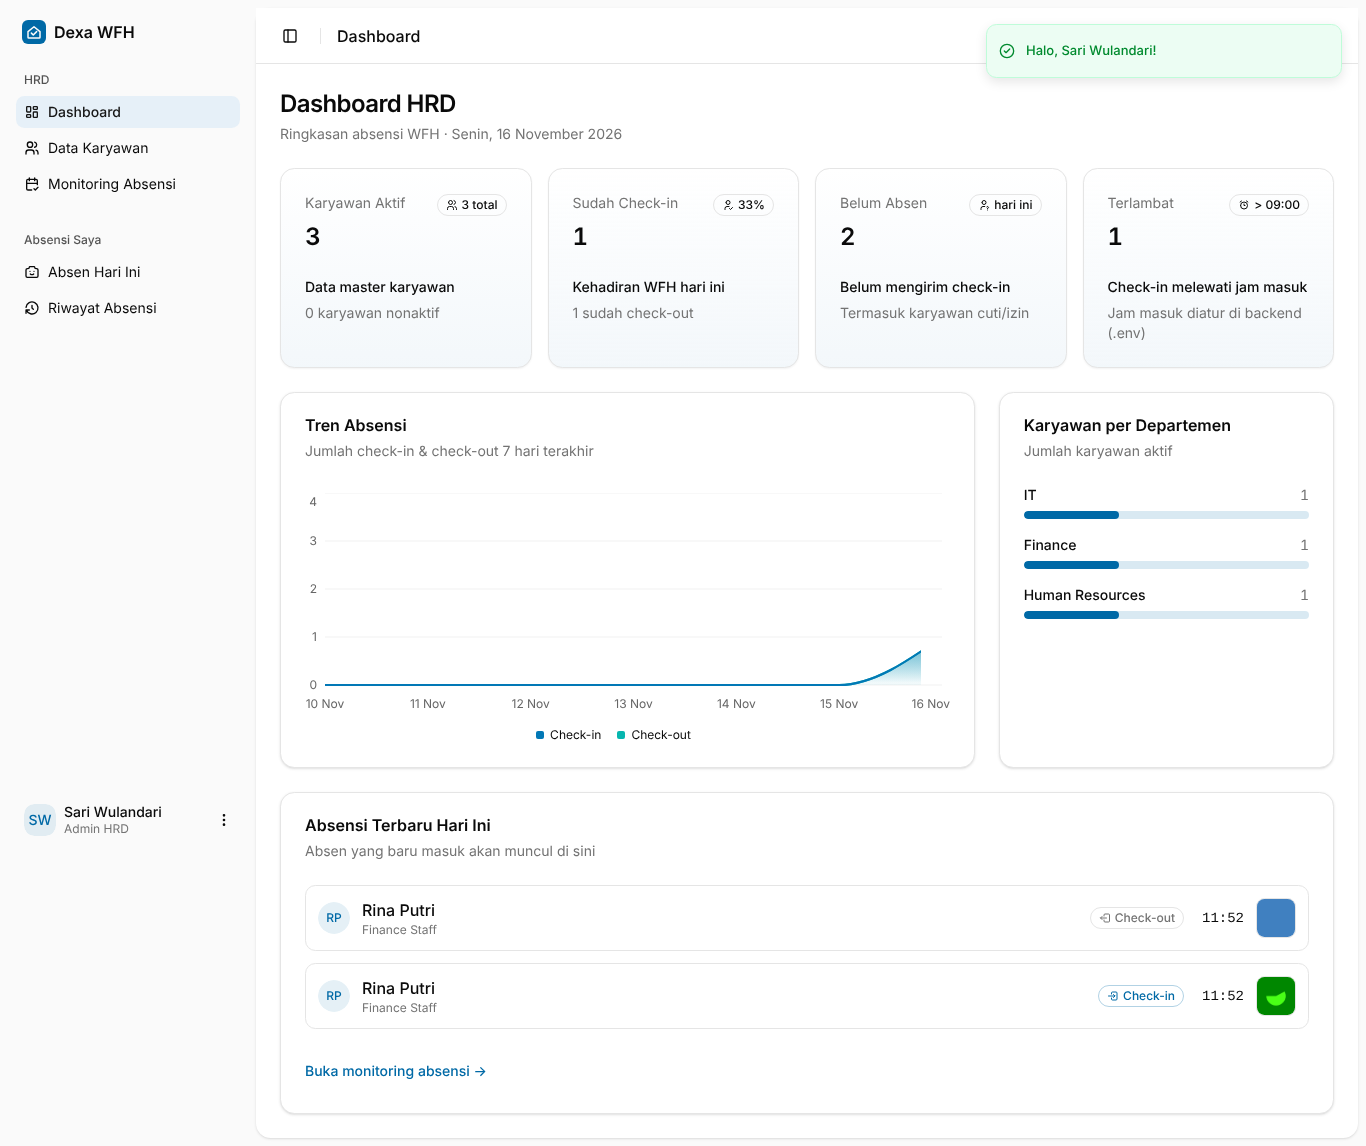 Dexa WFH
HRD
Dashboard
Data Karyawan
Monitoring Absensi
Absensi Saya
Absen Hari Ini
Riwayat Absensi
SW
Sari Wulandari
Admin HRD
Dashboard
Halo, Sari Wulandari!
Dashboard HRD
Ringkasan absensi WFH · Senin, 16 November 2026
Karyawan Aktif
3 total
3
Data master karyawan
0 karyawan nonaktif
Sudah Check-in
33%
1
Kehadiran WFH hari ini
1 sudah check-out
Belum Absen
hari ini
2
Belum mengirim check-in
Termasuk karyawan cuti/izin
Terlambat
> 09:00
1
Check-in melewati jam masuk
Jam masuk diatur di backend
(.env)
Tren Absensi
Jumlah check-in & check-out 7 hari terakhir
4
3
2
1
0
10 Nov 11 Nov 12 Nov 13 Nov 14 Nov 15 Nov 16 Nov
Check-in Check-out
Karyawan per Departemen
Jumlah karyawan aktif
IT 1
Finance 1
Human Resources 1
Absensi Terbaru Hari Ini
Absen yang baru masuk akan muncul di sini
RP
Rina Putri
Finance Staff
Check-out 11:52
RP
Rina Putri
Finance Staff
Check-in 11:52
Buka monitoring absensi →